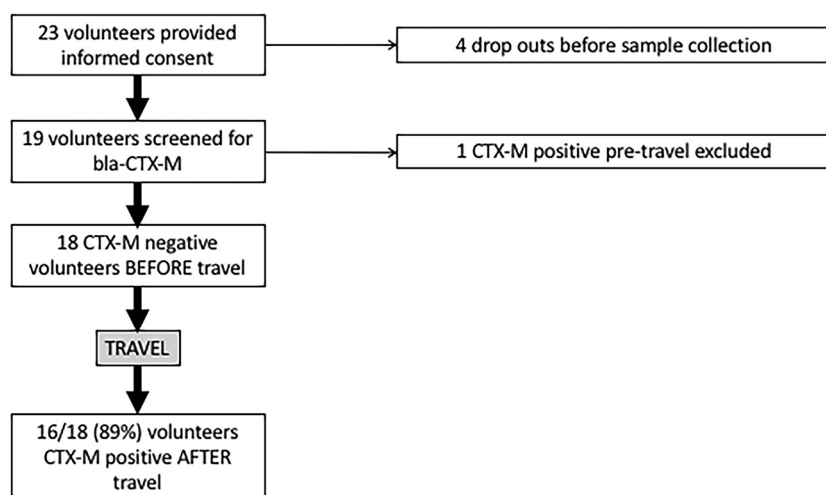 23 volunteers provided
informed consent
4 drop outs before sample collection
19 volunteers screened for
bla-CTX-M
1 CTX-M positive pre-travel excluded
18 CTX-M negative
volunteers BEFORE travel
TRAVEL
16/18 (89%) volunteers
CTX-M positive AFTER
travel